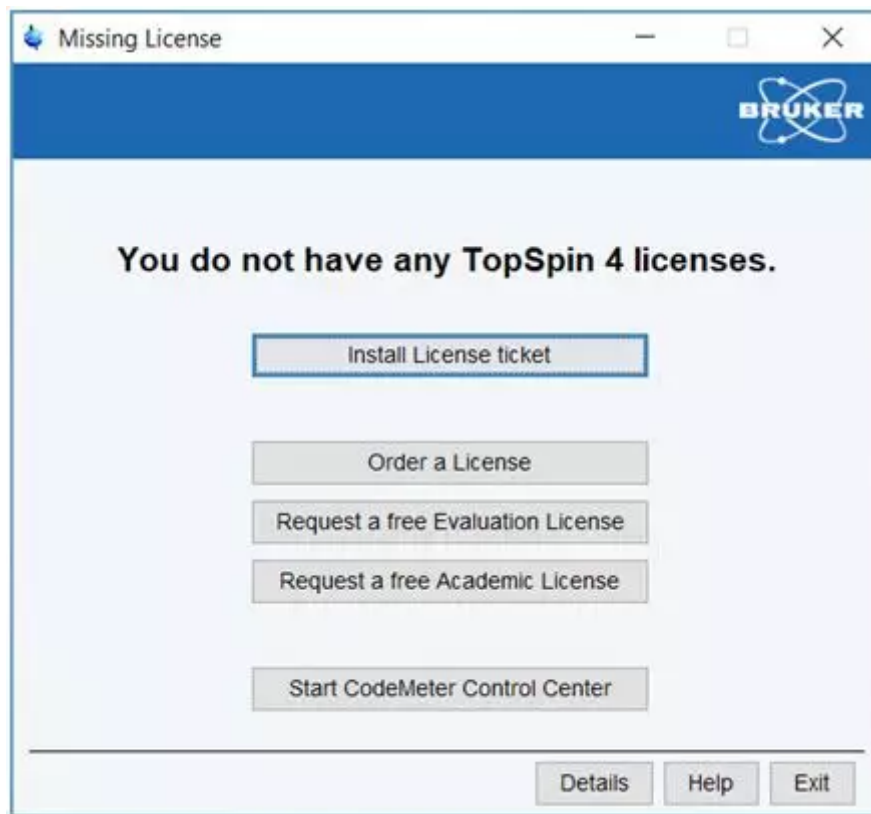 Missing License
BRUKER
You do not have any TopSpin 4 licenses.
Install License ticket
Order a License
Request a free Evaluation License
Request a free Academic License
Start CodeMeter Control Center
Details Help Exit